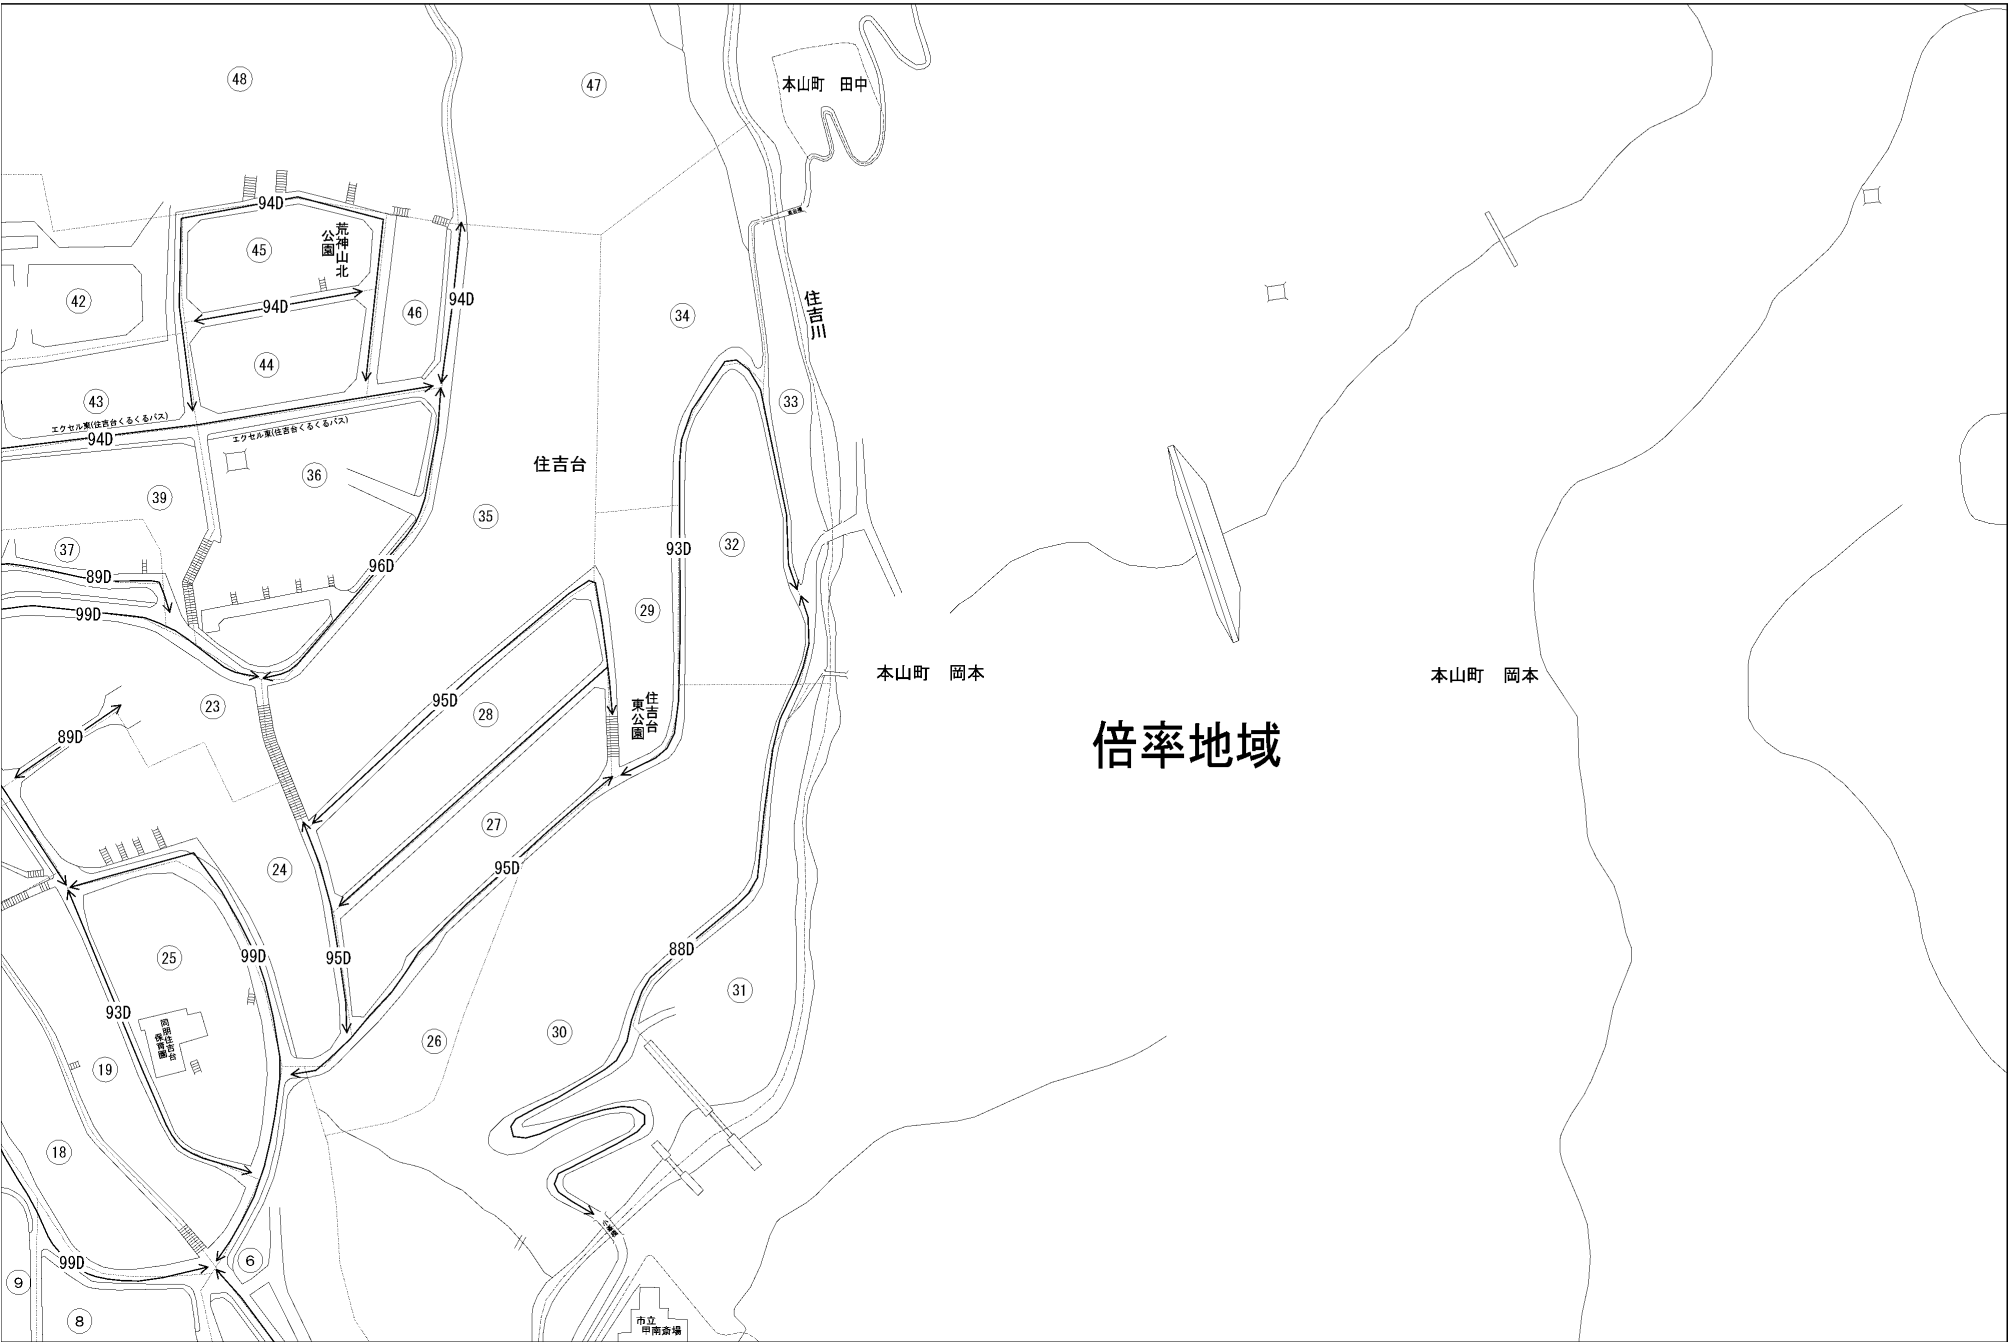 48
47
本山町 田中
94D
45
荒神山北
公園
42
94D
46
94D
34
住吉川
44
43
33
エクセル東(住吉台くるくるバス)
94D
エクセル東(住吉台くるくるバス)
住吉台
36
39
35
37
93D
32
89D
96D
99D
29
本山町 岡本
本山町 岡本
23
95D
28
住吉台
東公園
89D
倍率地域
27
24
95D
25
99D
95D
88D
31
93D
同朋住吉台
保育園
30
26
19
18
6
99D
9
8
市立
甲南斎場